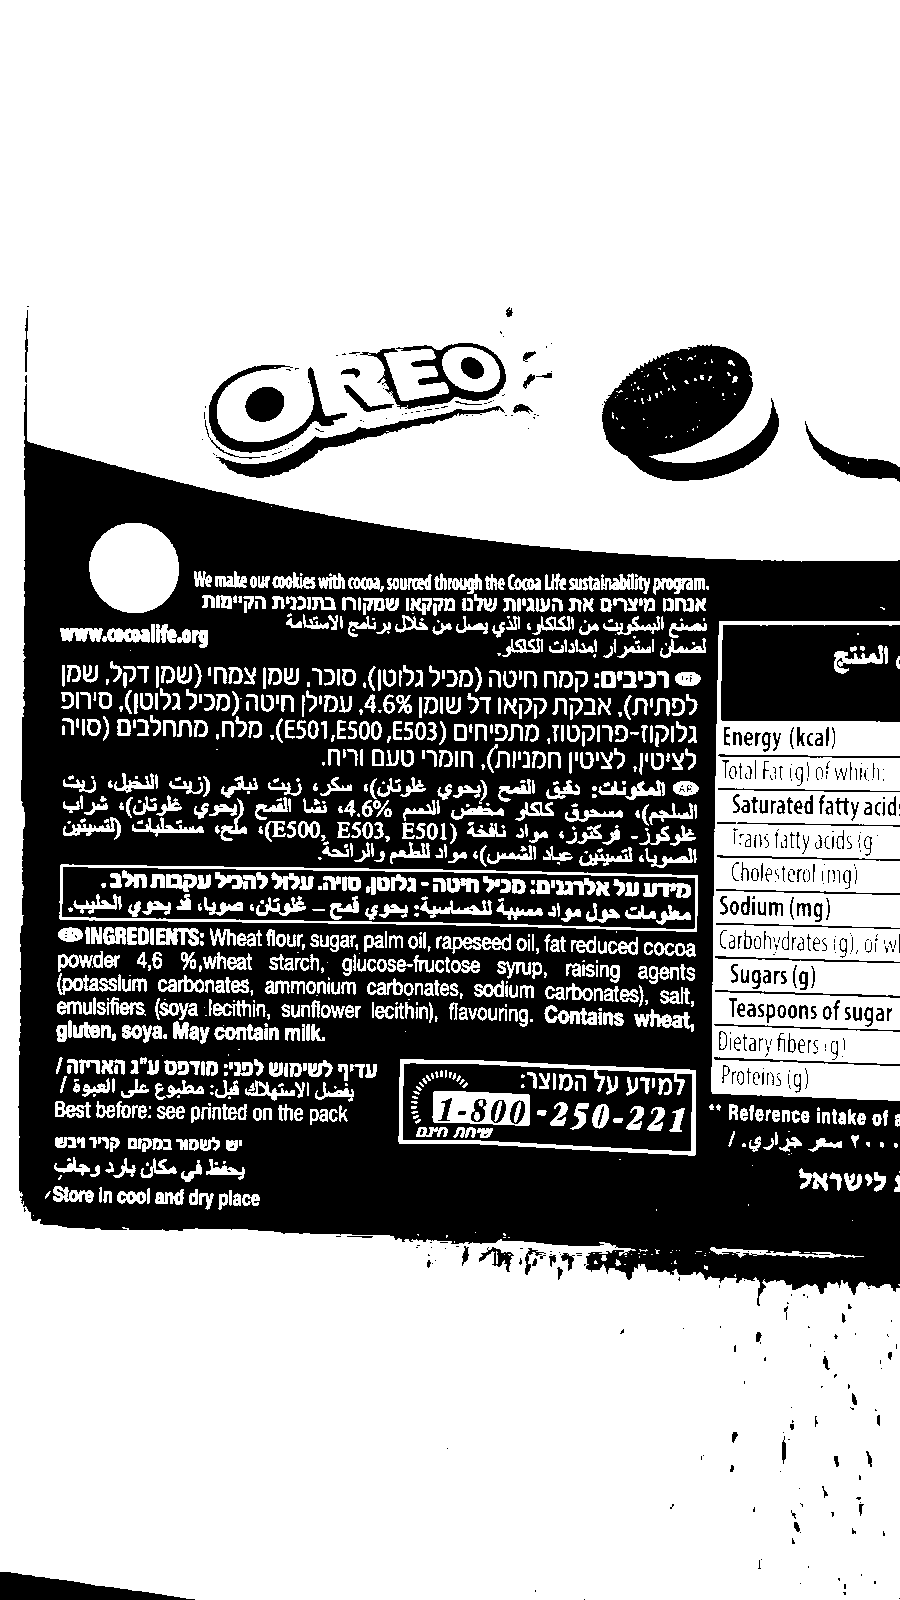 OREO
We make our cookies with cocoa, sourced through the Cocoa Life sustainability program.
אנחנו מיצרים את העוגיות שלנו מקקאו שמקורו בתוכנית הקיימות
نصنع البسكويت من الكاكاو، الذي يصل من خلال برنامج الاستدامة
لضمان استمرار إمدادات الكاكاو.
www.cocoalife.org
רכיבים: קמח חיטה (מכיל גלוטן), סוכר, שמן צמחי (שמן דקל, שמן
לפתית), אבקת קקאו דל שומן 4.6%, עמילן חיטה (מכיל גלוטן), סירופ
גלוקוז-פרוקטוז, מתפיחים (E501,E500 ,E503), מלח, מתחלבים (סויה
לציטין, לציטין חמניות), חומרי טעם וריח.
AR المكونات: دقيق القمح (يحوي غلوتان)، سكر، زيت نباتي (زيت النخيل، زيت
السلجم)، مسحوق كاكاو مخفض الدسم 4.6%، نشا القمح (يحوي غلوتان)، شراب
غلوكوز- فركتوز، مواد نافخة (E500, E503, E501)، ملح، مستحلبات (لتسيتين
الصويا، لتسيتين عباد الشمس)، مواد للطعم والرائحة.
מידע על אלרגנים: מכיל חיטה - גלוטן, סויה. עלול להכיל עקבות חלב.
معلومات حول مواد مسببة للحساسية: يحوي قمح – غلوتان، صويا، قد يحوي الحليب.
INGREDIENTS: Wheat flour, sugar, palm oil, rapeseed oil, fat reduced cocoa
powder 4,6 %,wheat starch, glucose-fructose syrup, raising agents
(potassium carbonates, ammonium carbonates, sodium carbonates), salt,
emulsifiers (soya lecithin, sunflower lecithin), flavouring. Contains wheat,
gluten, soya. May contain milk.
עדיף לשימוש לפני: מודפס ע"ג האריזה /
يفضل الاستهلاك قبل: مطبوع على العبوة /
Best before: see printed on the pack
יש לשמור במקום קריר ויבש
يحفظ في مكان بارد وجاف
Store in cool and dry place
למידע על המוצר:
1-800-250-221
שיחת חינם
المنتج
Energy (kcal)
Total Fat (g) of which:
Saturated fatty acids
Trans fatty acids (g
Cholesterol (mg)
Sodium (mg)
Carbohydrates (g), of wh
Sugars (g)
Teaspoons of sugar
Dietary fibers (g)
Proteins (g)
** Reference intake of a
٢٠٠٠ سعر حراري. /
לישראל